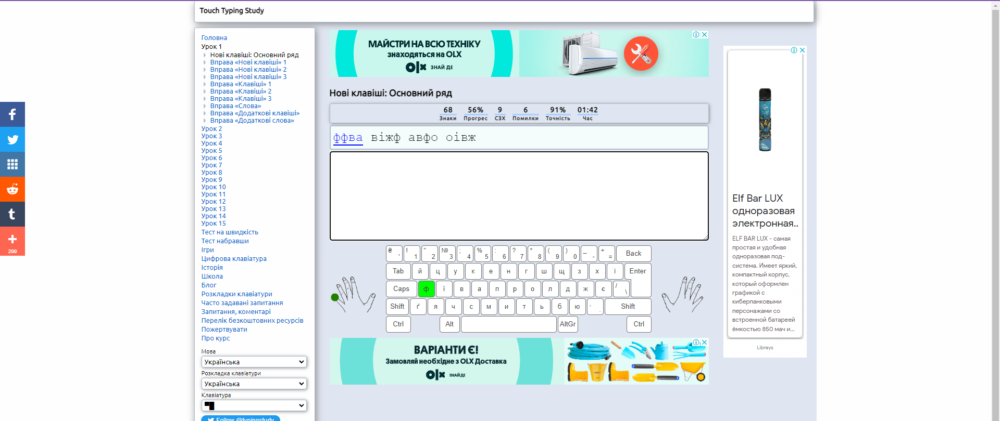 Touch Typing Study
Головна
Урок 1
Нові клавіші: Основний ряд
Вправа «Нові клавіші» 1
Вправа «Нові клавіші» 2
Вправа «Нові клавіші» 3
Вправа «Клавіші» 1
Вправа «Клавіші» 2
Вправа «Клавіші» 3
Вправа «Слова»
Вправа «Додаткові клавіші»
Вправа «Додаткові слова»
Урок 2
Урок 3
Урок 4
Урок 5
Урок 6
Урок 7
Урок 8
Урок 9
Урок 10
Урок 11
Урок 12
Урок 13
Урок 14
Урок 15
Тест на швидкість
Тест набравши
Ігри
Цифрова клавіатура
Історія
Школа
Блог
Розкладки клавіатури
Часто задавані запитання
Запитання, коментарі
Перелік безкоштовних ресурсів
Пожертвувати
Про курс
Мова
Українська
Розкладка клавіатури
Українська
Клавіатура
Follow @typingstudy
299
МАЙСТРИ НА ВСЮ ТЕХНІКУ
знаходяться на OLX
olx ЗНАЙ ДЕ
Нові клавіші: Основний ряд
68 56% 9 6 91% 01:42
Знаки Прогрес СЗХ Помилки Точність Час
ффва віжф авфо оівж
₴ ' ! 1 " 2 № 3 ; 4 % 5 : 6 ? 7 * 8 ( 9 ) 0 _ - + = Back
Tab й ц у к е н г ш щ з х ї Enter
Caps ф і в а п р о л д ж є / \
Shift ґ я ч с м и т ь б ю , . Shift
Ctrl Alt AltGr Ctrl
ВАРІАНТИ Є!
Замовляй необхідне з OLX Доставка
olx ЗНАЙ ДЕ
Elf Bar LUX
одноразовая
электронная..
ELF BAR LUX - самая
простая и удобная
одноразовая под-
система. Имеет яркий,
компактный корпус,
который оформлен
графикой с
киберпанковыми
персонажами со
встроенной батареей
ёмкостью 850 мач и...
Libreys